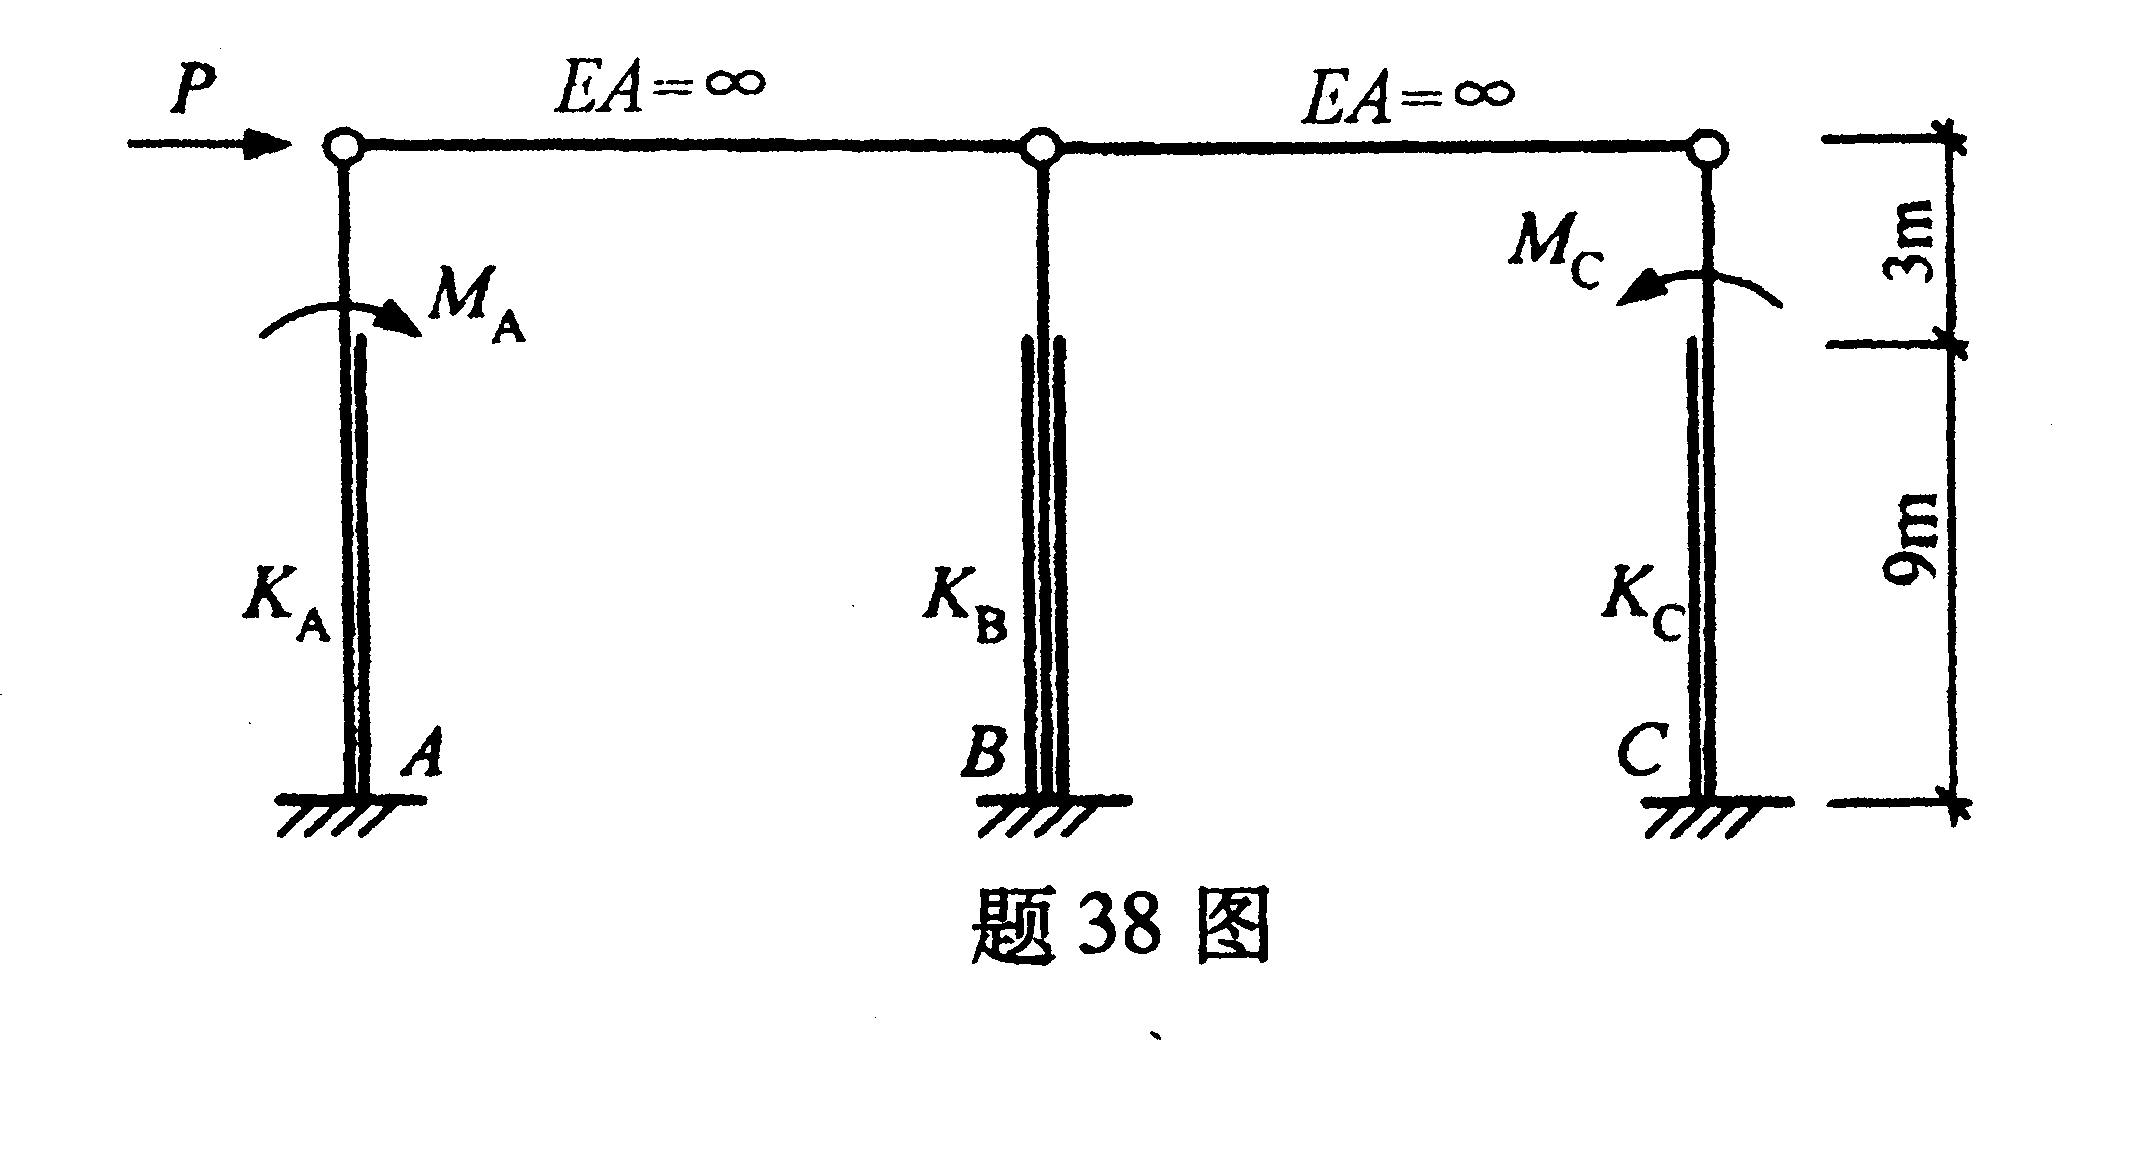 P
EA=∞
EA=∞
M_A
M_C
3m
9m
K_A
K_B
K_C
A
B
C
题 38 图